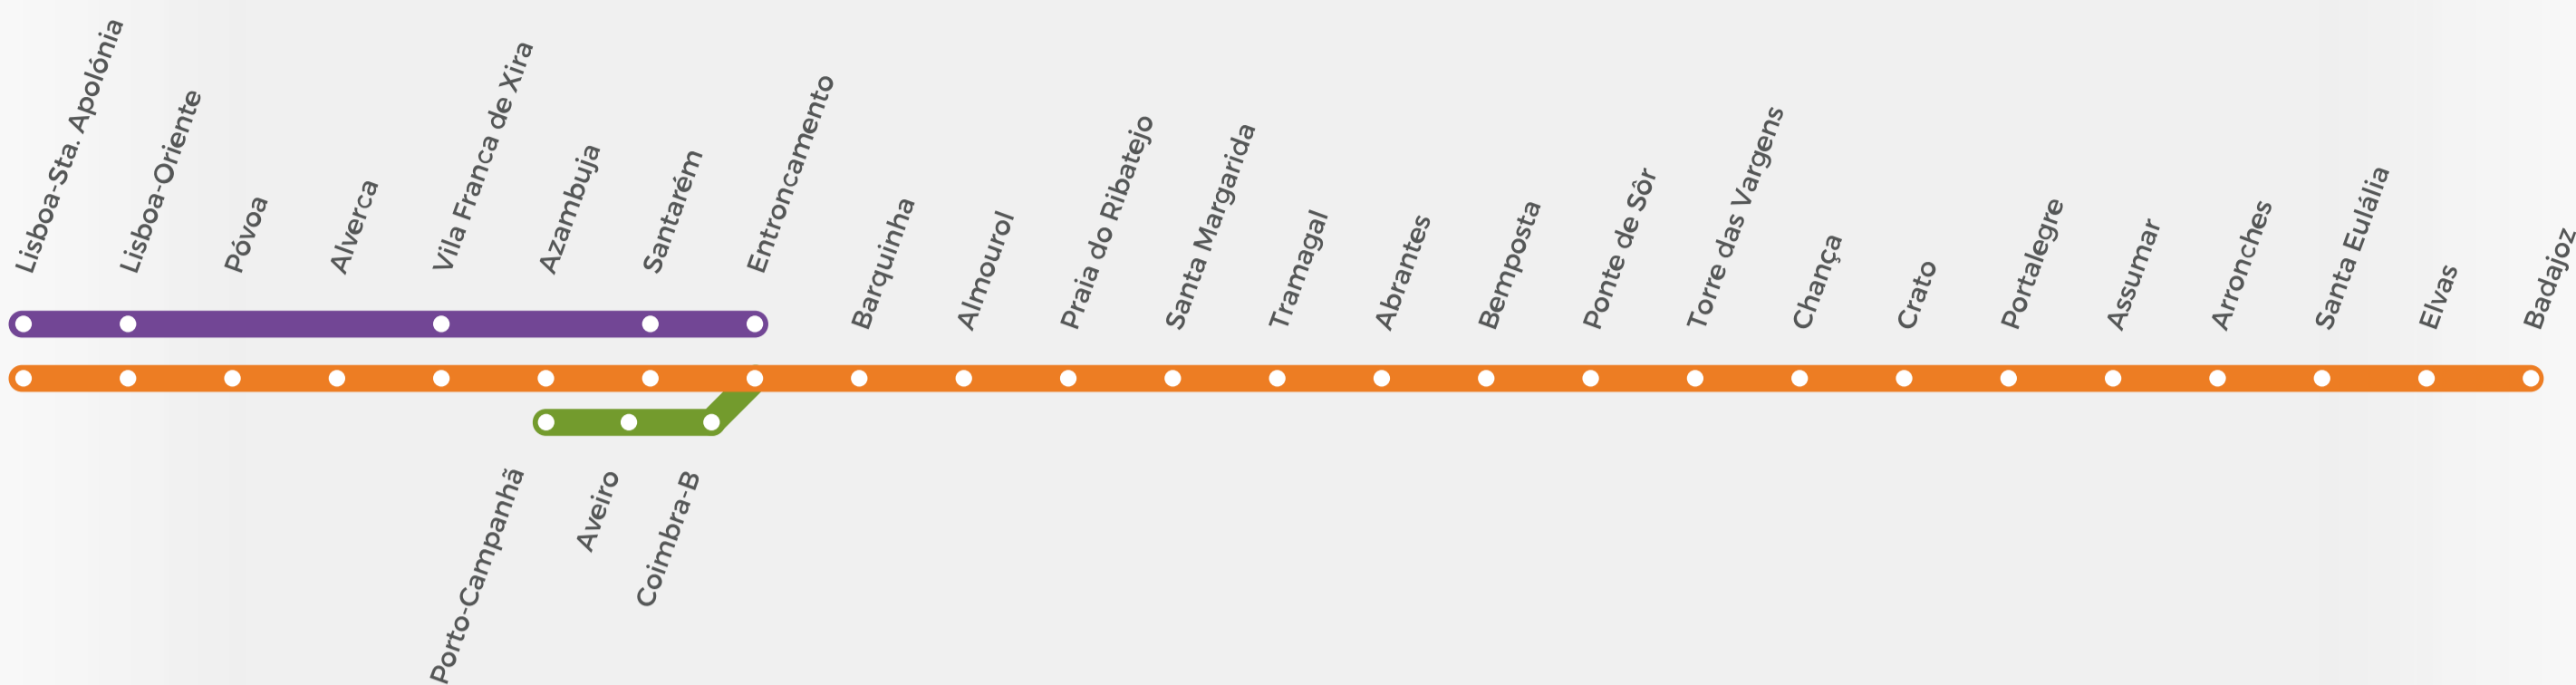 Lisboa-Sta. Apolónia
Lisboa-Oriente
Póvoa
Alverca
Vila Franca de Xira
Azambuja
Santarém
Entroncamento
Barquinha
Almourol
Praia do Ribatejo
Santa Margarida
Tramagal
Abrantes
Bemposta
Ponte de Sôr
Torre das Vargens
Chança
Crato
Portalegre
Assumar
Arronches
Santa Eulália
Elvas
Badajoz
Porto-Campanhã
Aveiro
Coimbra-B